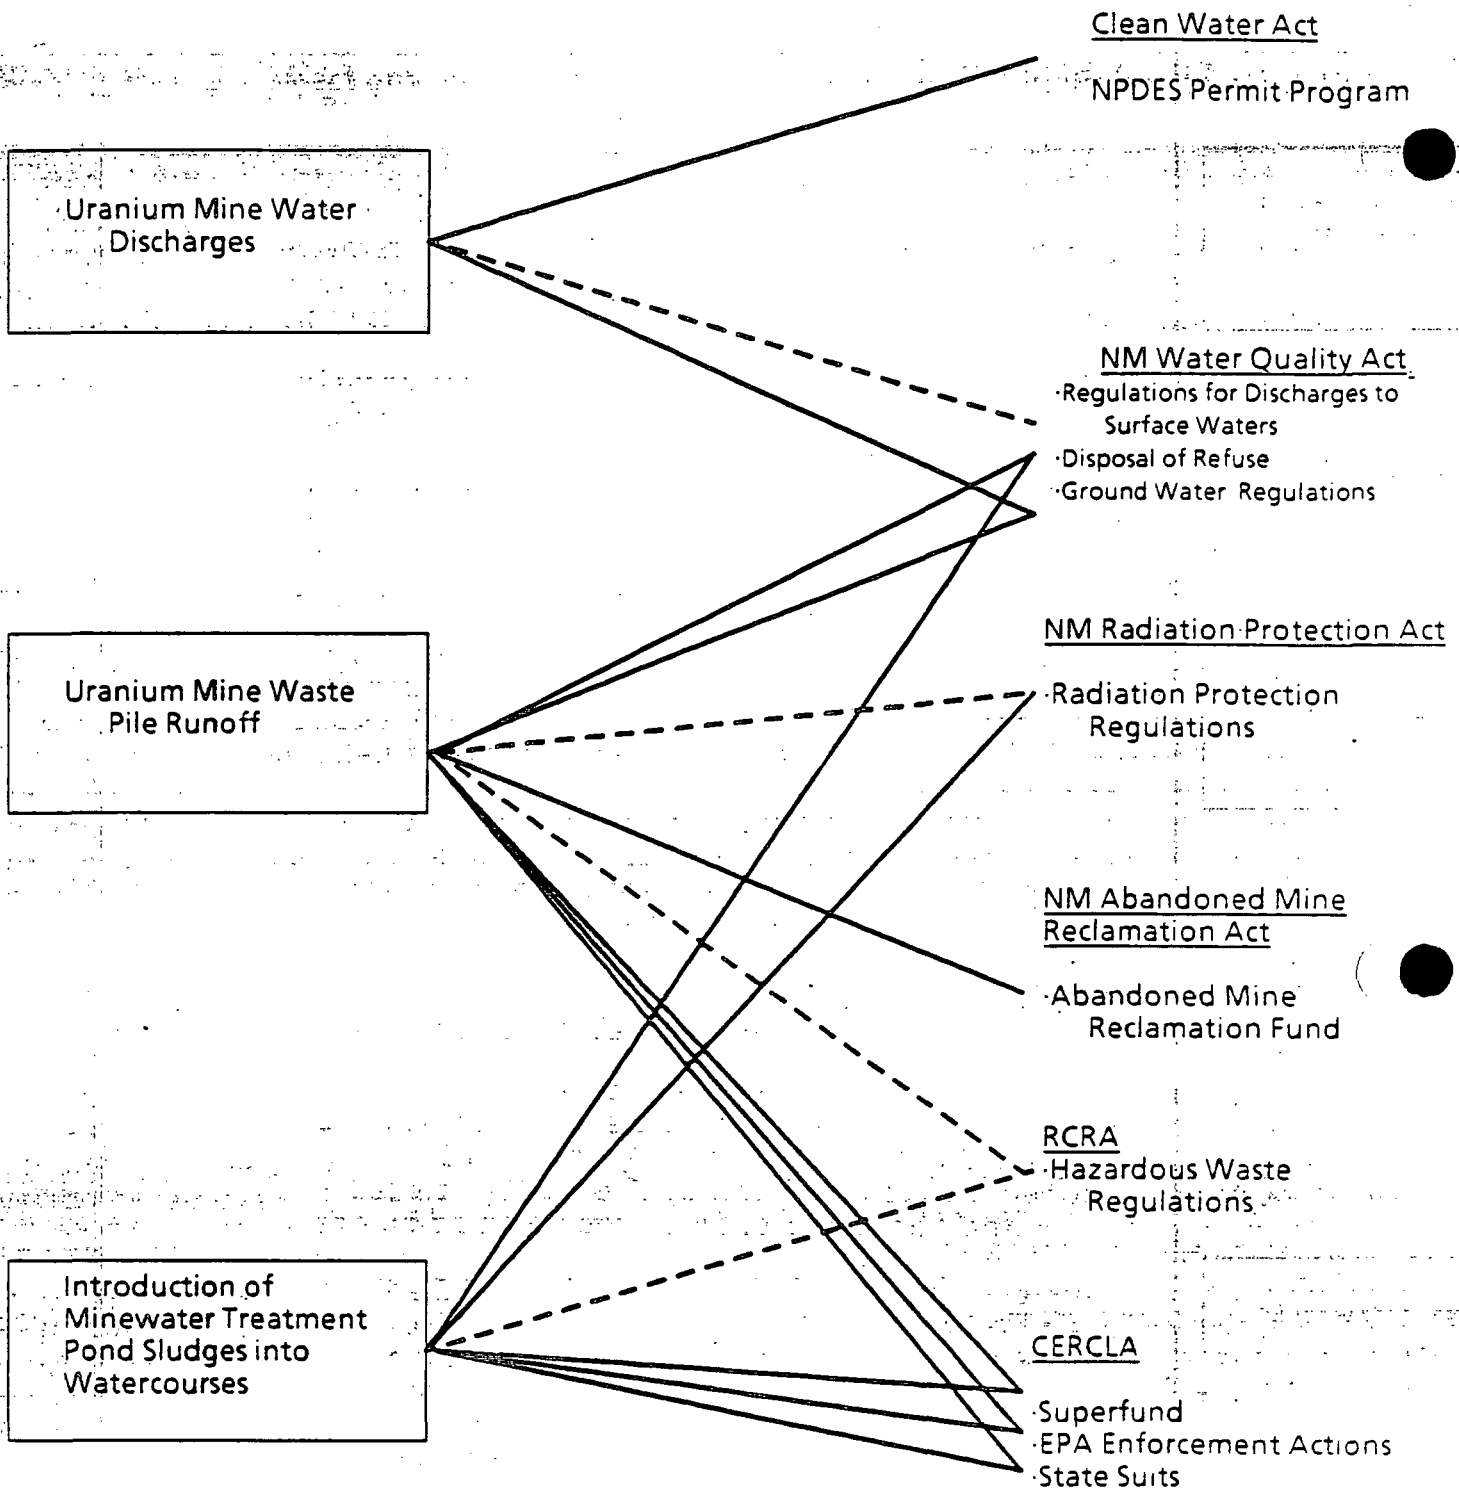 Clean Water Act
NPDES Permit Program
Uranium Mine Water
Discharges
NM Water Quality Act
·Regulations for Discharges to
Surface Waters
·Disposal of Refuse
·Ground Water Regulations
NM Radiation Protection Act
Uranium Mine Waste
Pile Runoff
·Radiation Protection
Regulations
NM Abandoned Mine
Reclamation Act
·Abandoned Mine
Reclamation Fund
RCRA
·Hazardous Waste
Regulations
Introduction of
Minewater Treatment
Pond Sludges into
Watercourses
CERCLA
·Superfund
·EPA Enforcement Actions
·State Suits